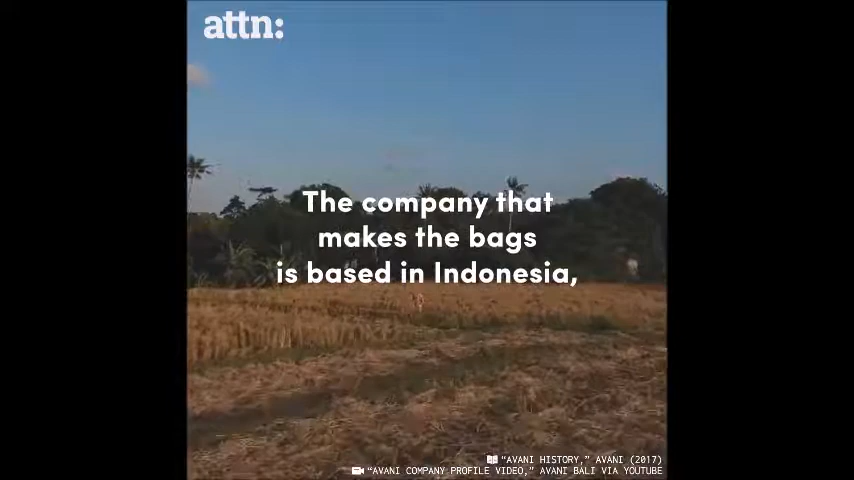 attn:
The company that
makes the bags
is based in Indonesia,
"AVANI HISTORY," AVANI (2017)
"AVANI COMPANY PROFILE VIDEO," AVANI BALI VIA YOUTUBE